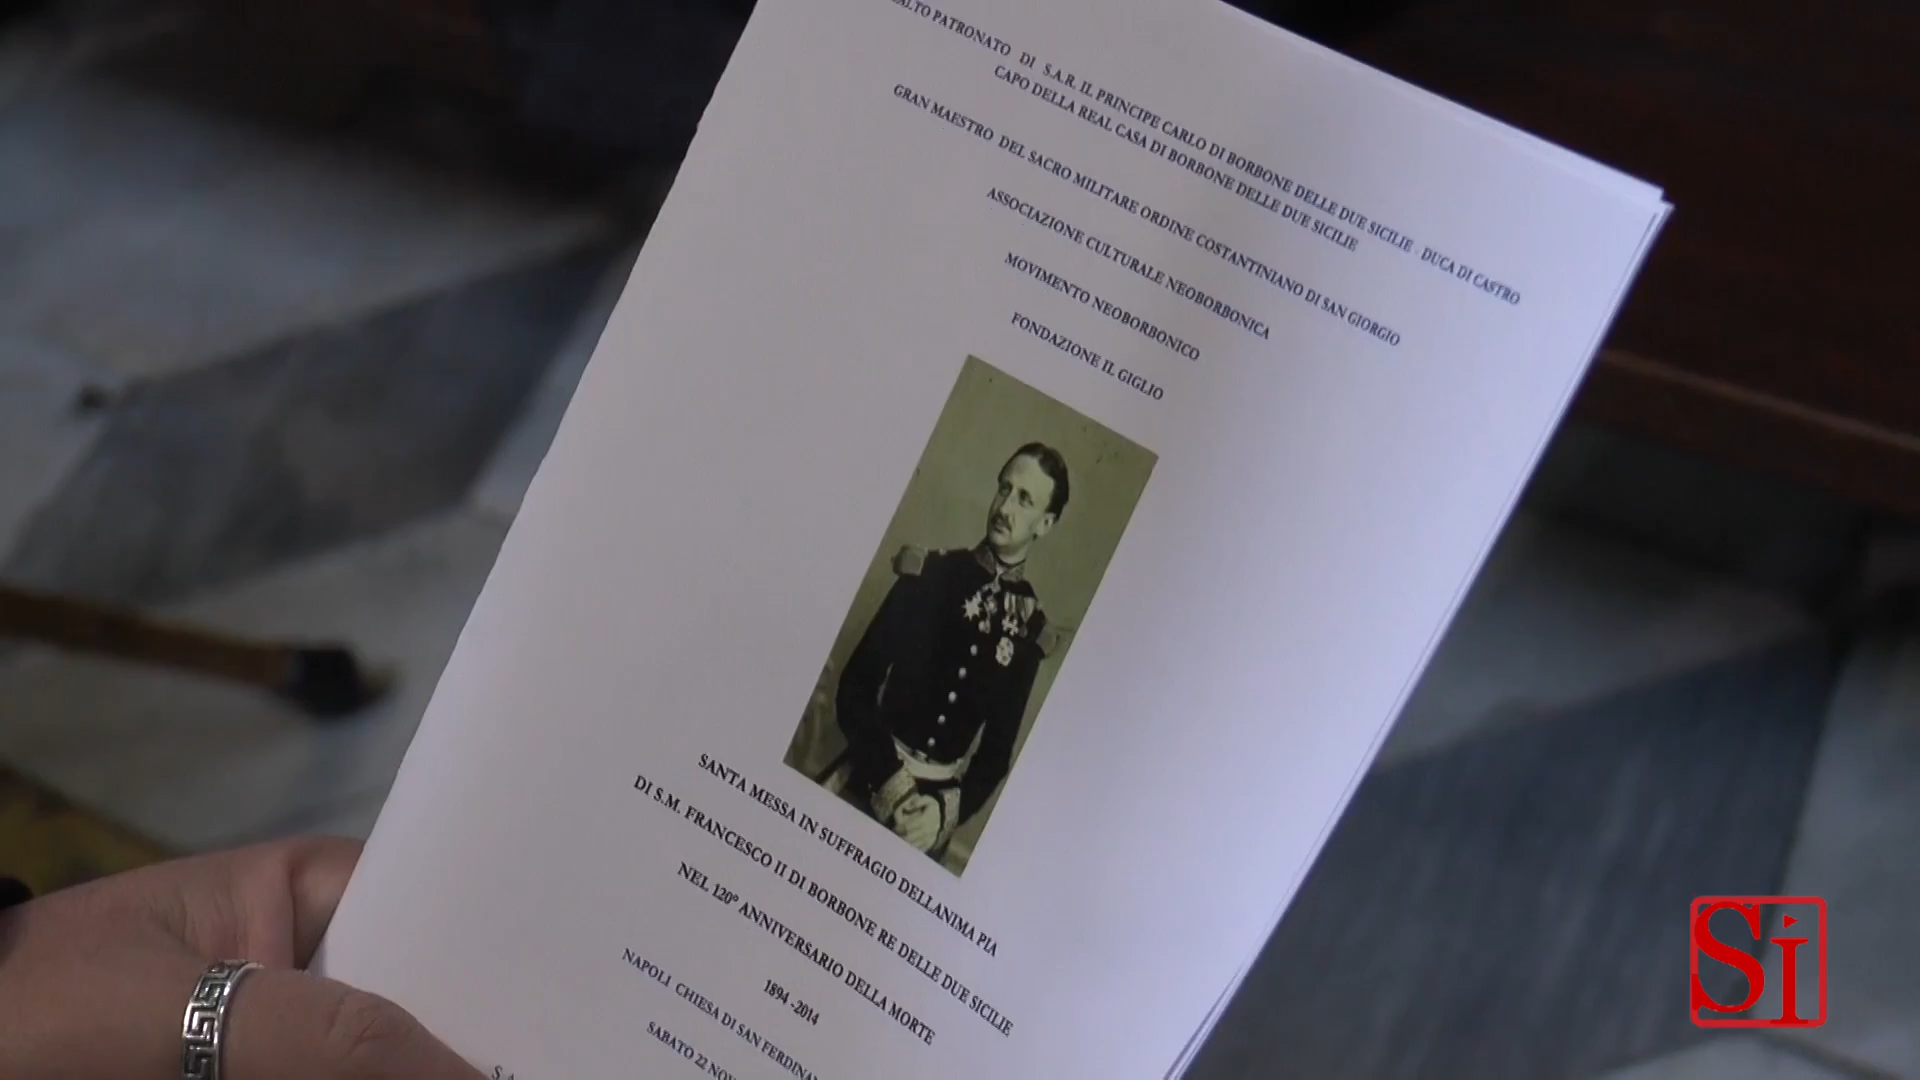 ALTO PATRONATO DI S.A.R. IL PRINCIPE CARLO DI BORBONE DELLE DUE SICILIE - DUCA DI CASTRO
CAPO DELLA REAL CASA DI BORBONE DELLE DUE SICILIE
GRAN MAESTRO DEL SACRO MILITARE ORDINE COSTANTINIANO DI SAN GIORGIO
ASSOCIAZIONE CULTURALE NEOBORBONICA
MOVIMENTO NEOBORBONICO
FONDAZIONE IL GIGLIO
SANTA MESSA IN SUFFRAGIO DELLANIMA PIA
DI S.M. FRANCESCO II DI BORBONE RE DELLE DUE SICILIE
NEL 120° ANNIVERSARIO DELLA MORTE
1894 -2014
NAPOLI CHIESA DI SAN
SABATO 22
Si